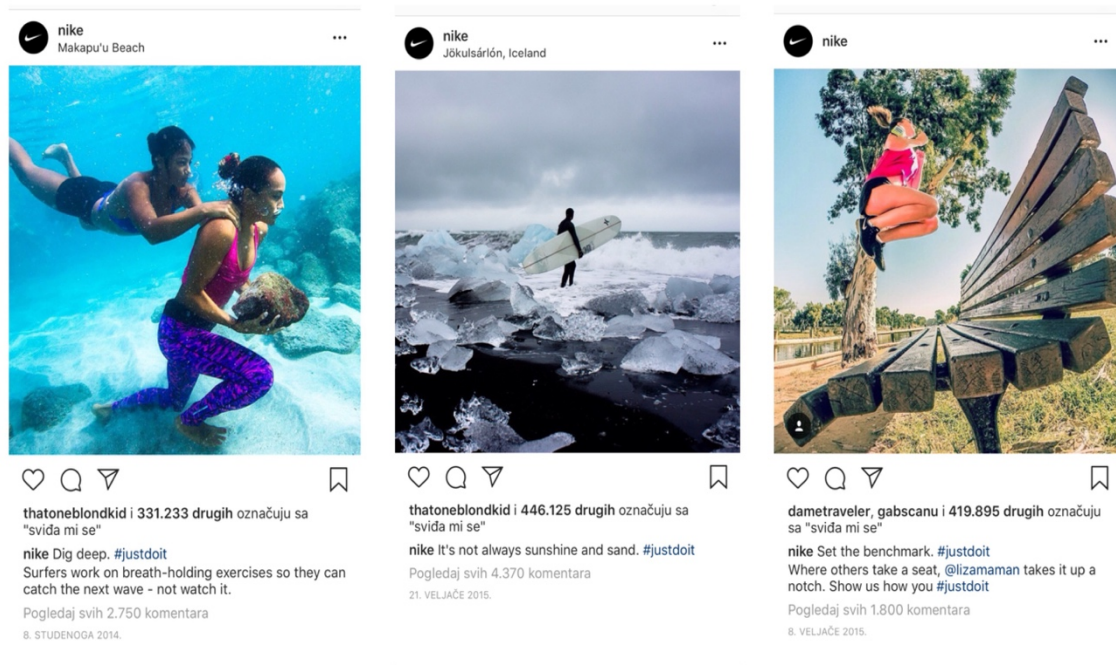 nike
Makapu'u Beach
thatoneblondkid i 331.233 drugih označuju sa
"sviđa mi se"
nike Dig deep. #justdoit
Surfers work on breath-holding exercises so they can
catch the next wave - not watch it.
Pogledaj svih 2.750 komentara
8. STUDENOGA 2014.
nike
Jökulsárlón, Iceland
thatoneblondkid i 446.125 drugih označuju sa
"sviđa mi se"
nike It's not always sunshine and sand. #justdoit
Pogledaj svih 4.370 komentara
21. VELJAČE 2015.
nike
dametraveler, gabscanu i 419.895 drugih označuju
sa "sviđa mi se"
nike Set the benchmark. #justdoit
Where others take a seat, @lizamaman takes it up a
notch. Show us how you #justdoit
Pogledaj svih 1.800 komentara
8. VELJAČE 2015.